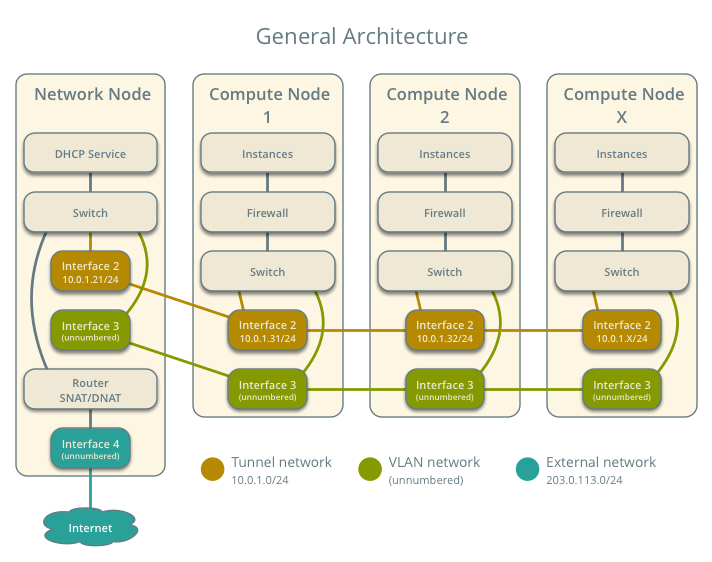 General Architecture
Network Node
DHCP Service
Switch
Interface 2
10.0.1.21/24
Interface 3
(unnumbered)
Router
SNAT/DNAT
Interface 4
(unnumbered)
Internet
Compute Node
1
Instances
Firewall
Switch
Interface 2
10.0.1.31/24
Interface 3
(unnumbered)
Compute Node
2
Instances
Firewall
Switch
Interface 2
10.0.1.32/24
Interface 3
(unnumbered)
Compute Node
X
Instances
Firewall
Switch
Interface 2
10.0.1.X/24
Interface 3
(unnumbered)
Tunnel network
10.0.1.0/24
VLAN network
(unnumbered)
External network
203.0.113.0/24